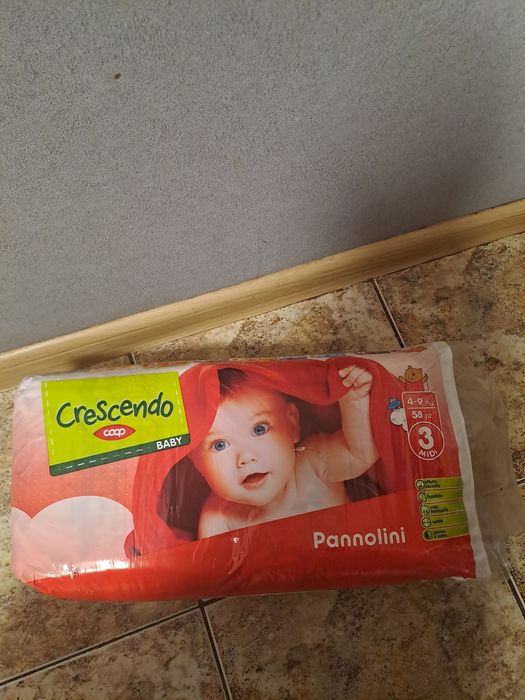 Crescendo
coop
BABY
4-9 Kg
58 pz
3
MIDI
Pannolini